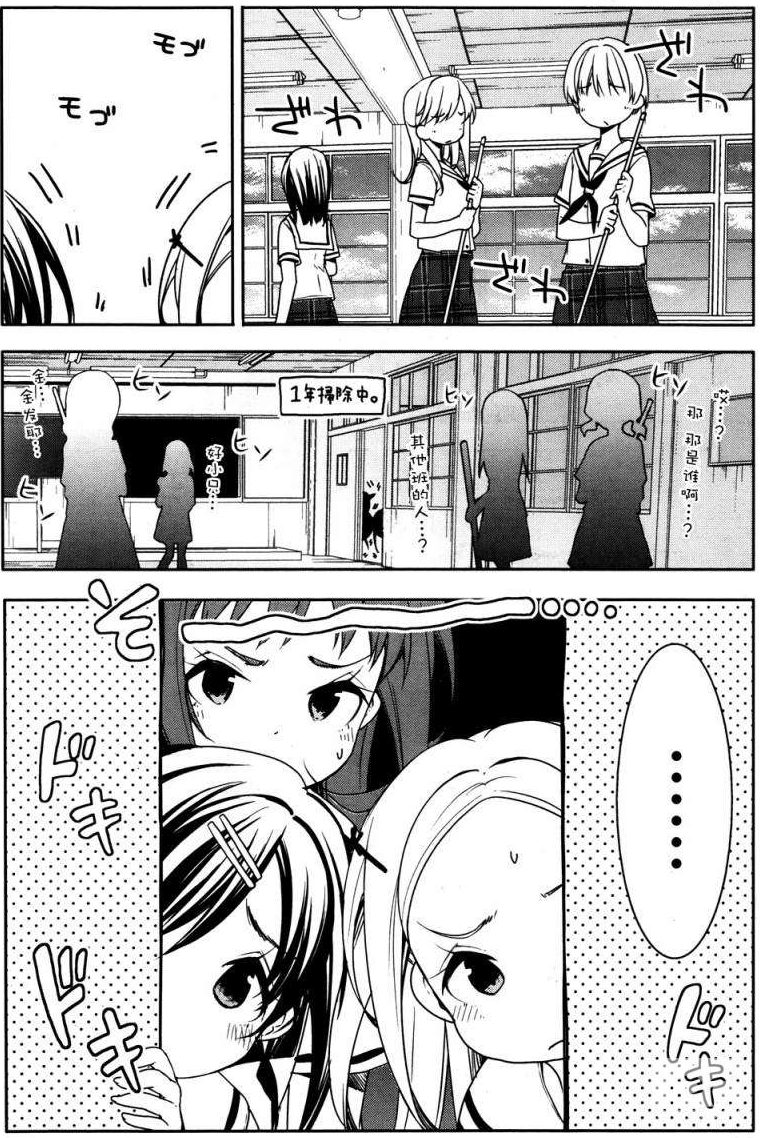 ざわ
ざわ
ざわ
モゾ
モゾ
哎…?
那 那是谁啊…?
ヒソ
ヒソ
其他班的人…?
1年掃除中。
ヒソ
好小只…
ヒソ
ヒソ
金…
金发耶…
……
そ〜……
ドキ
ドキ
ドキ